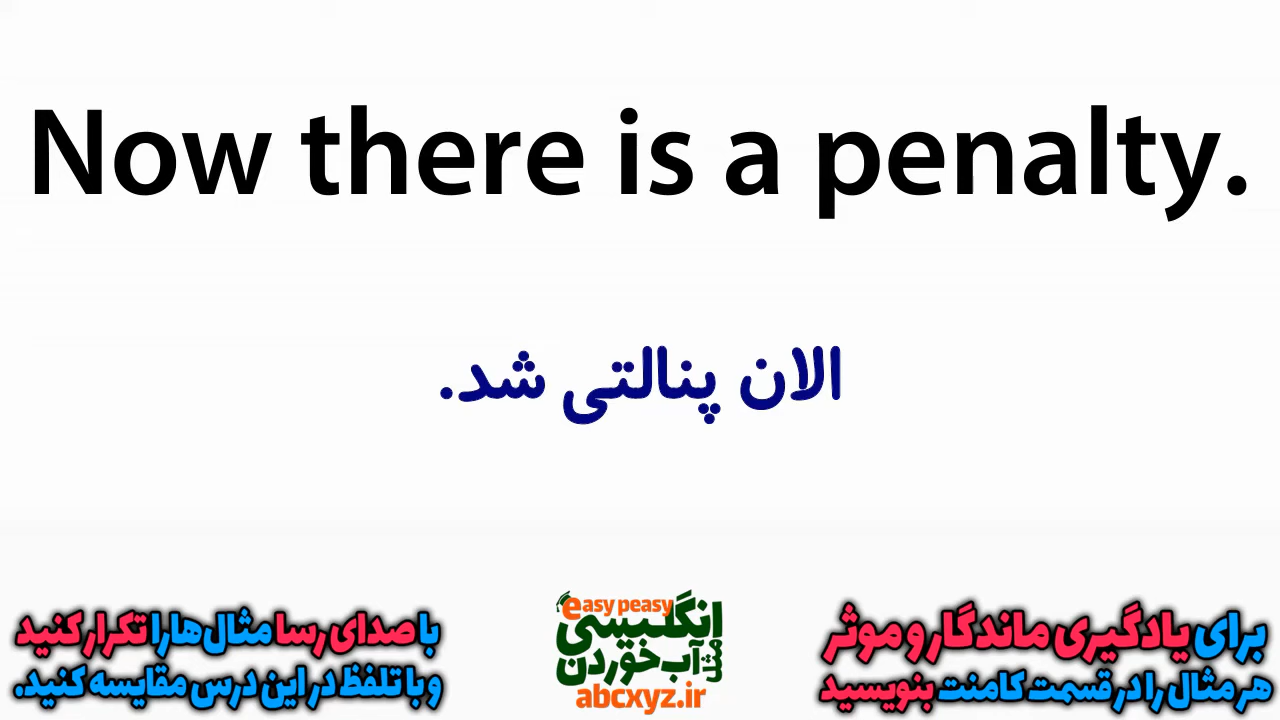 Now there is a penalty.
الان پنالتی شد.
با صدای رسا مثال‌ها را تکرار کنید
و با تلفظ در این درس مقایسه کنید.
easy peasy
انگلیسی
مثل آب خوردن
abcxyz.ir
برای یادگیری ماندگار و موثر
هر مثال را در قسمت کامنت بنویسید